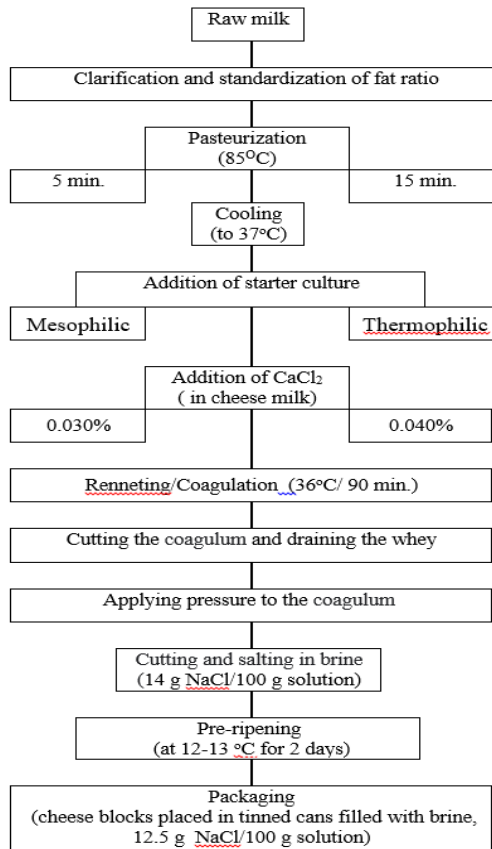 Raw milk
Clarification and standardization of fat ratio
Pasteurization
(85⁰C)
5 min.
15 min.
Cooling
(to 37°C)
Addition of starter culture
Mesophilic
Thermophilic
Addition of CaCl₂
( in cheese milk)
0.030%
0.040%
Renneting/Coagulation (36°C/ 90 min.)
Cutting the coagulum and draining the whey
Applying pressure to the coagulum
Cutting and salting in brine
(14 g NaCl/100 g solution)
Pre-ripening
(at 12-13 °C for 2 days)
Packaging
(cheese blocks placed in tinned cans filled with brine,
12.5 g NaCl/100 g solution)